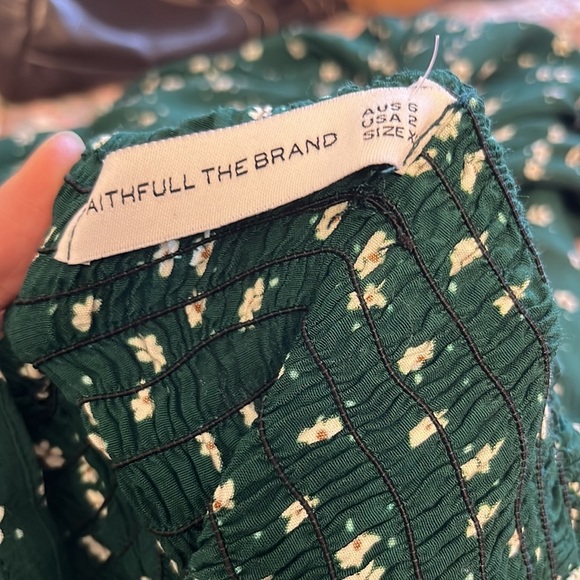 AITHFULL THE BRAND
AUS 6
USA 2
SIZE X